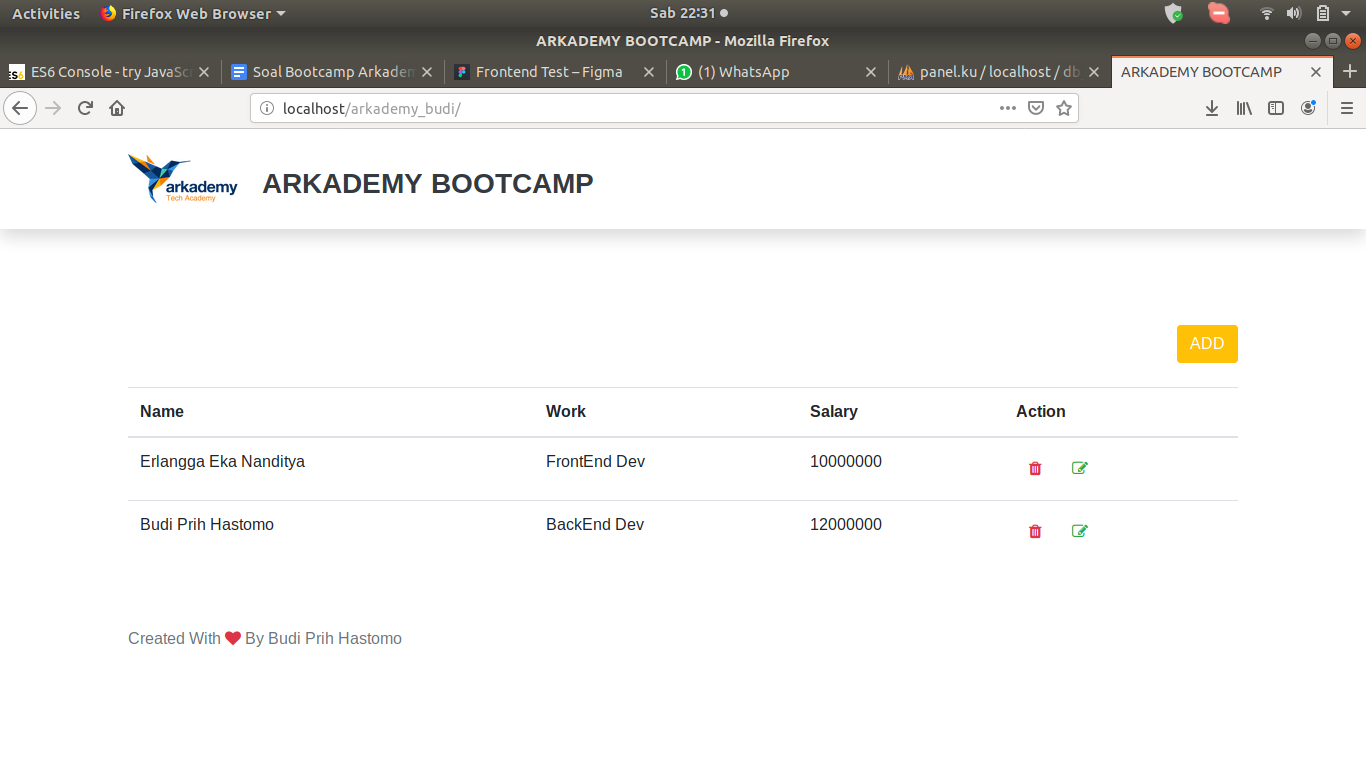 Activities Firefox Web Browser Sab 22:31
ARKADEMY BOOTCAMP - Mozilla Firefox
ES6 Console - try JavaSc Soal Bootcamp Arkadem Frontend Test – Figma (1) WhatsApp panel.ku / localhost / db ARKADEMY BOOTCAMP
localhost/arkademy_budi/
arkademy
Tech Academy
ARKADEMY BOOTCAMP
ADD
Name Work Salary Action
Erlangga Eka Nanditya FrontEnd Dev 10000000
Budi Prih Hastomo BackEnd Dev 12000000
Created With By Budi Prih Hastomo